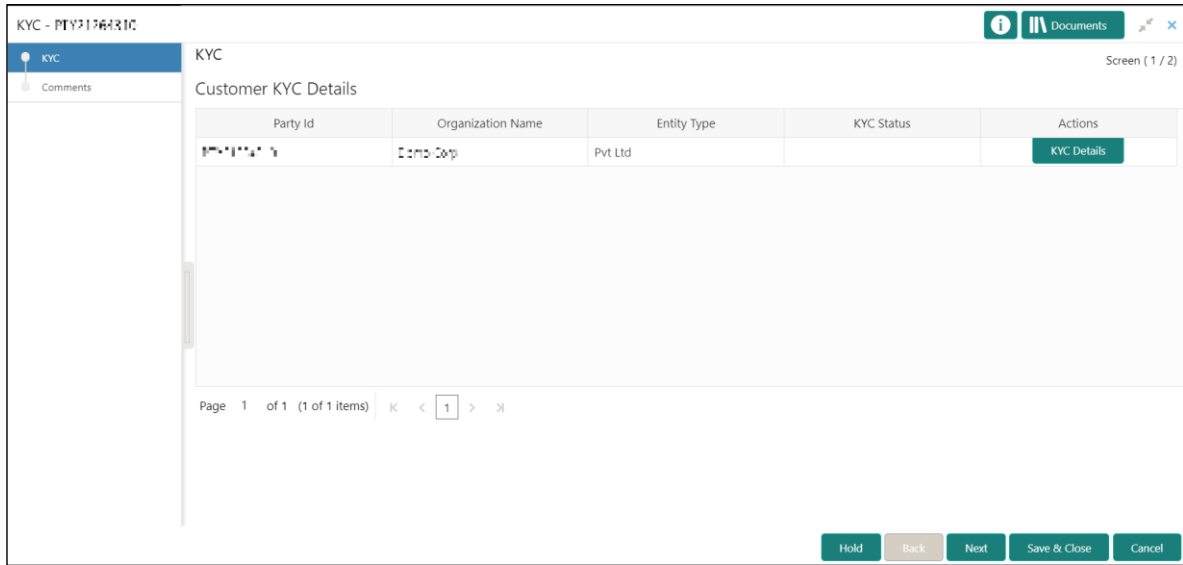 KYC - Documents
KYC
KYC
Screen ( 1 / 2)
Comments
Customer KYC Details
Party Id Organization Name Entity Type KYC Status Actions
Pvt Ltd KYC Details
Page 1 of 1 (1 of 1 items) 1
Hold Back Next Save & Close Cancel